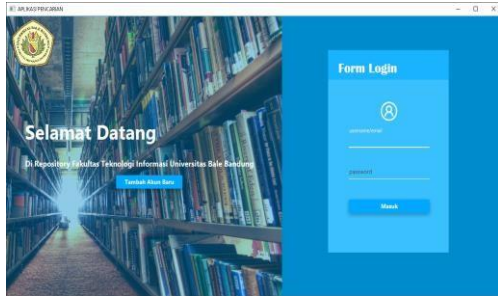 APLIKASI PENCARIAN
Selamat Datang
Di Repository Fakultas Teknologi Informasi Universitas Bale Bandung
Tambah Akun Baru
Form Login
username/email
password
Masuk